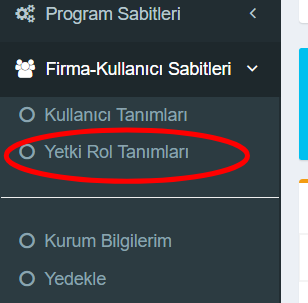 Program Sabitleri
Firma-Kullanıcı Sabitleri
Kullanıcı Tanımları
Yetki Rol Tanımları
Kurum Bilgilerim
Yedekle